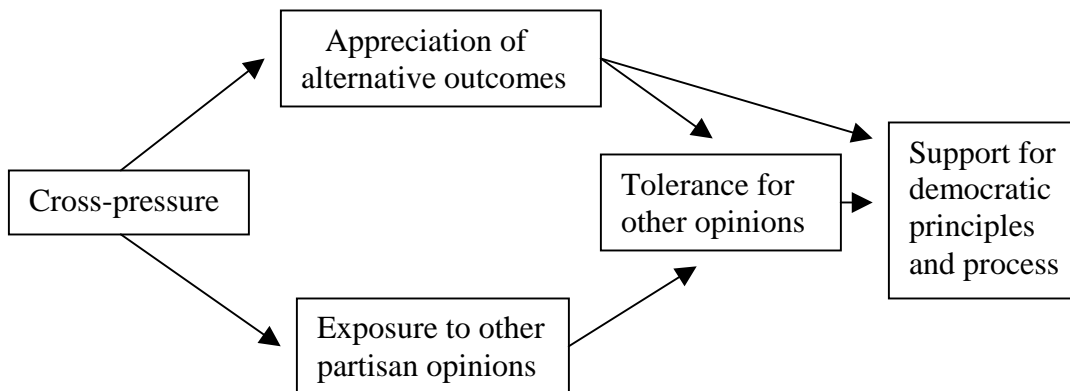 Appreciation of
alternative outcomes
Cross-pressure
Exposure to other
partisan opinions
Tolerance for
other opinions
Support for
democratic
principles
and process